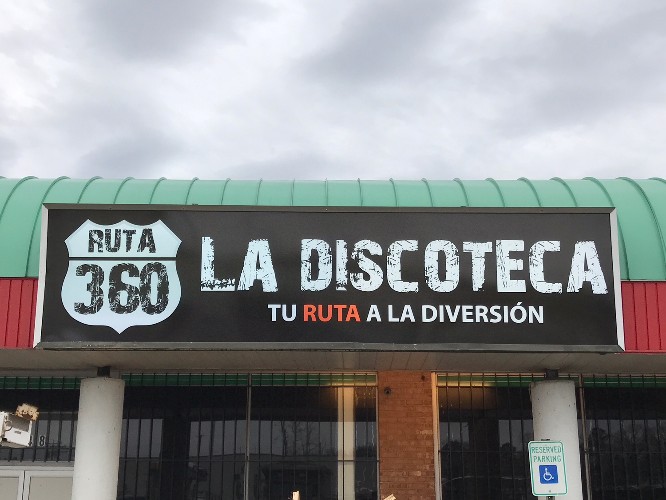 RUTA
360
LA DISCOTECA
TU RUTA A LA DIVERSIÓN
RESERVED
PARKING